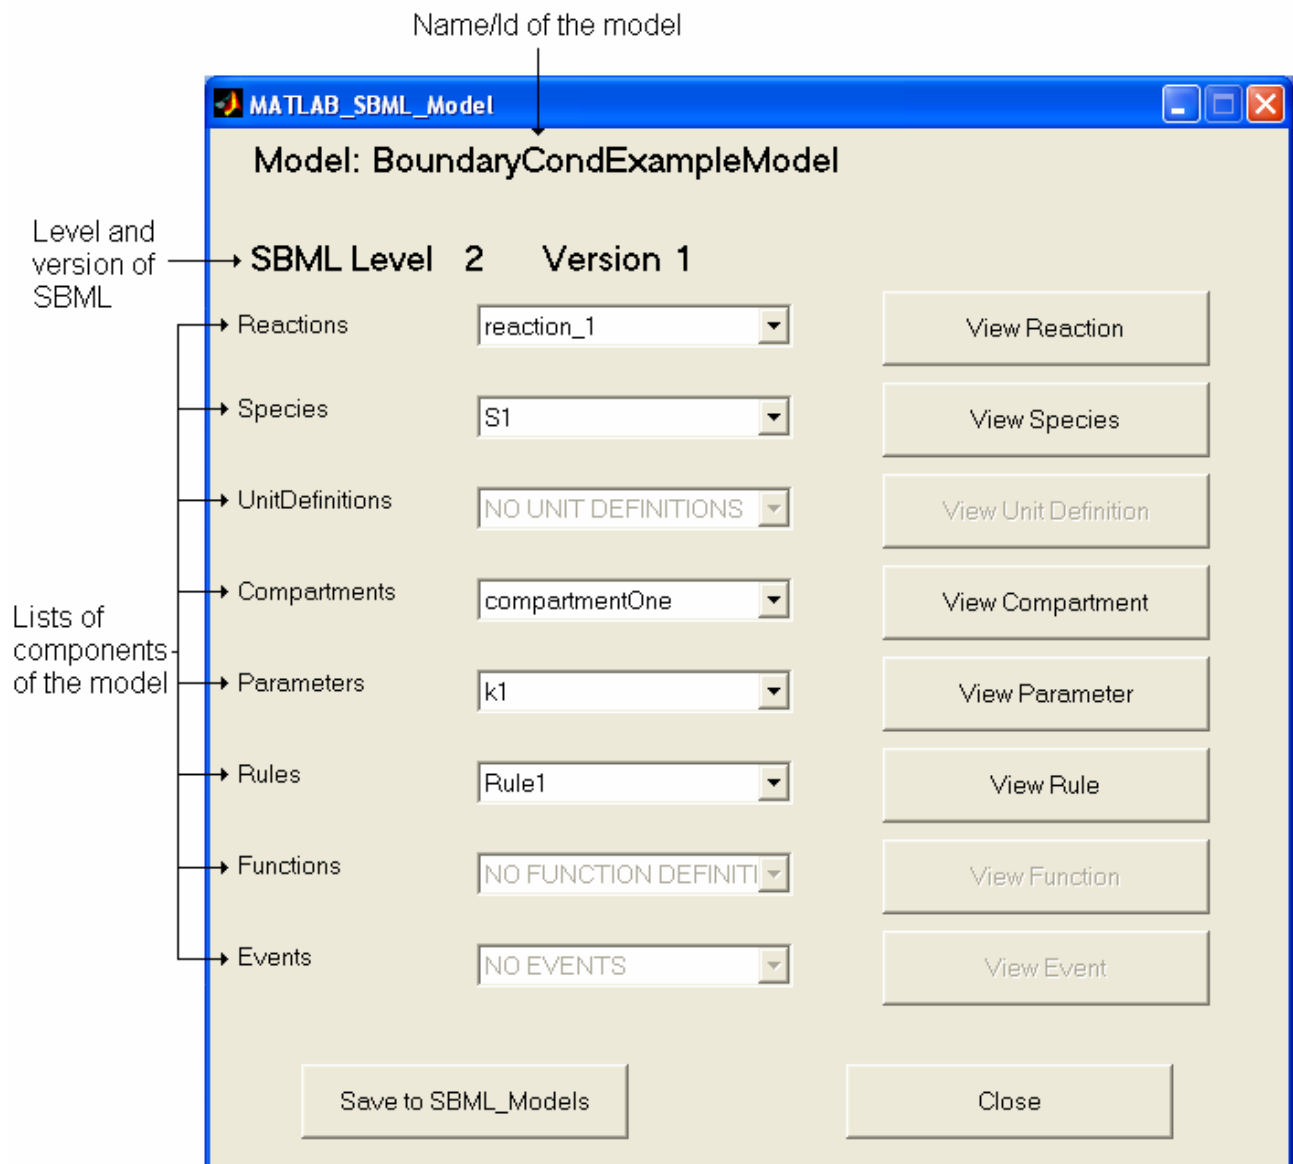 Name/Id of the model
MATLAB_SBML_Model
Model: BoundaryCondExampleModel
Level and
version of
SBML
SBML Level 2 Version 1
Reactions
reaction_1
View Reaction
Species
S1
View Species
UnitDefinitions
NO UNIT DEFINITIONS
View Unit Definition
Compartments
compartmentOne
View Compartment
Lists of
components
of the model
Parameters
k1
View Parameter
Rules
Rule1
View Rule
Functions
NO FUNCTION DEFINITI
View Function
Events
NO EVENTS
View Event
Save to SBML_Models
Close